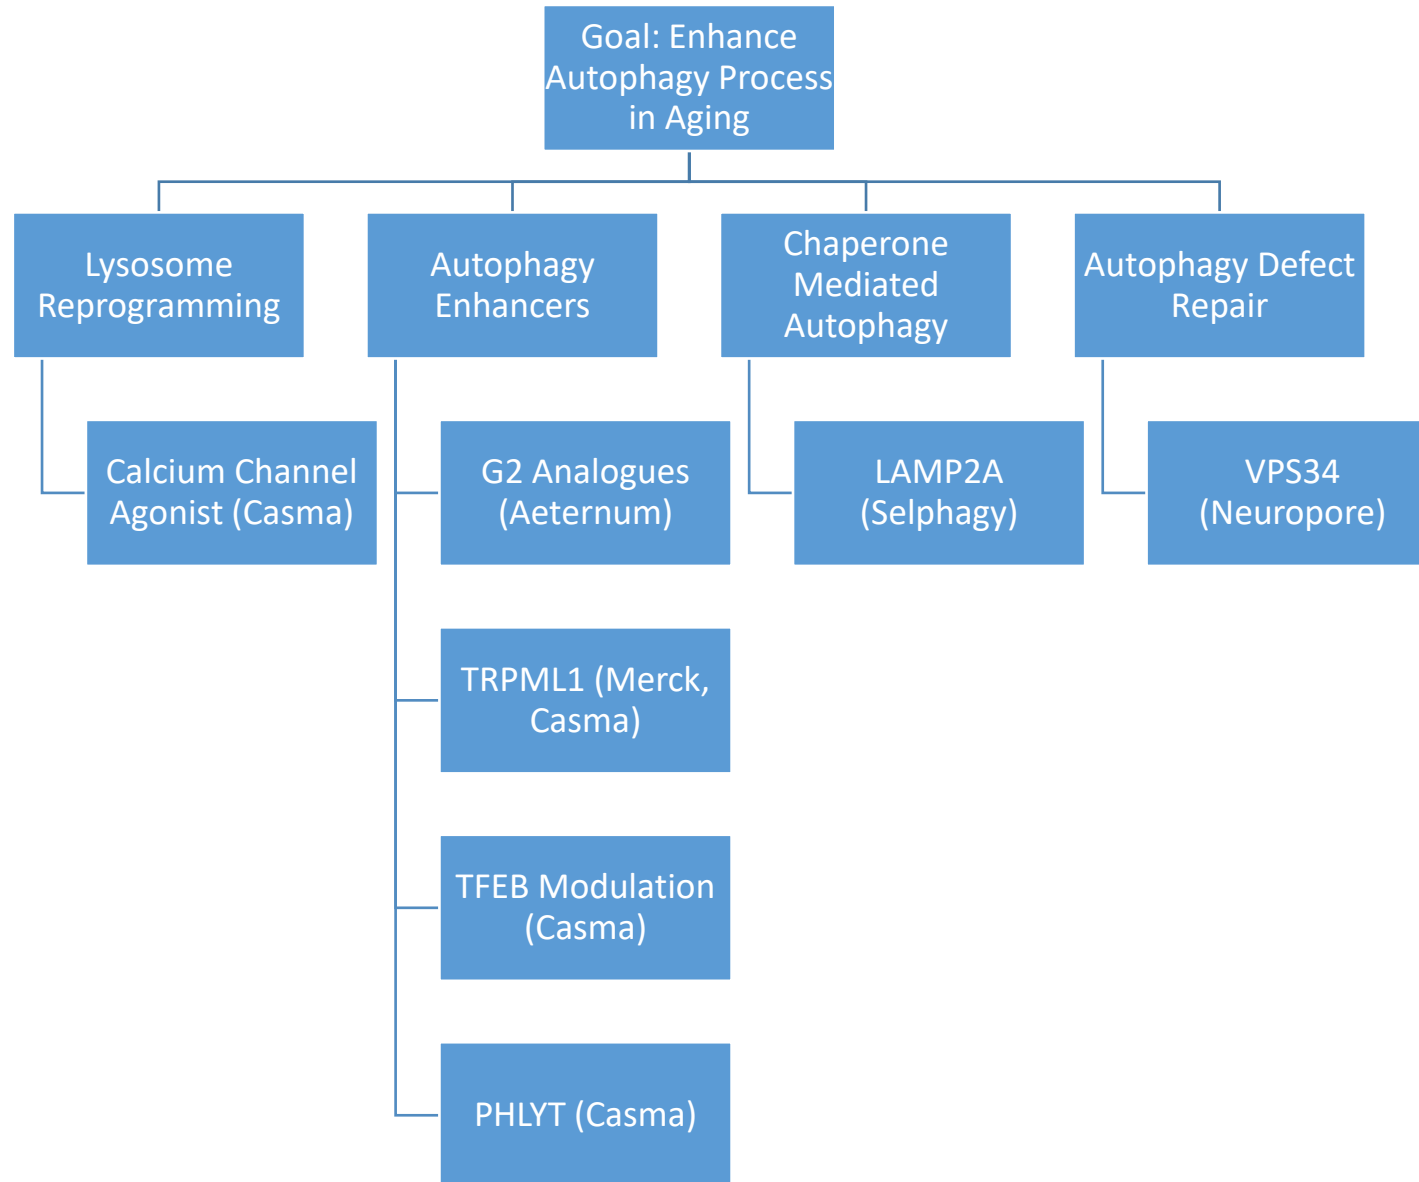 Goal: Enhance
Autophagy Process
in Aging
Lysosome
Reprogramming
Autophagy
Enhancers
Chaperone
Mediated
Autophagy
Autophagy Defect
Repair
Calcium Channel
Agonist (Casma)
G2 Analogues
(Aeternum)
LAMP2A
(Selphagy)
VPS34
(Neuropore)
TRPML1 (Merck,
Casma)
TFEB Modulation
(Casma)
PHLYT (Casma)